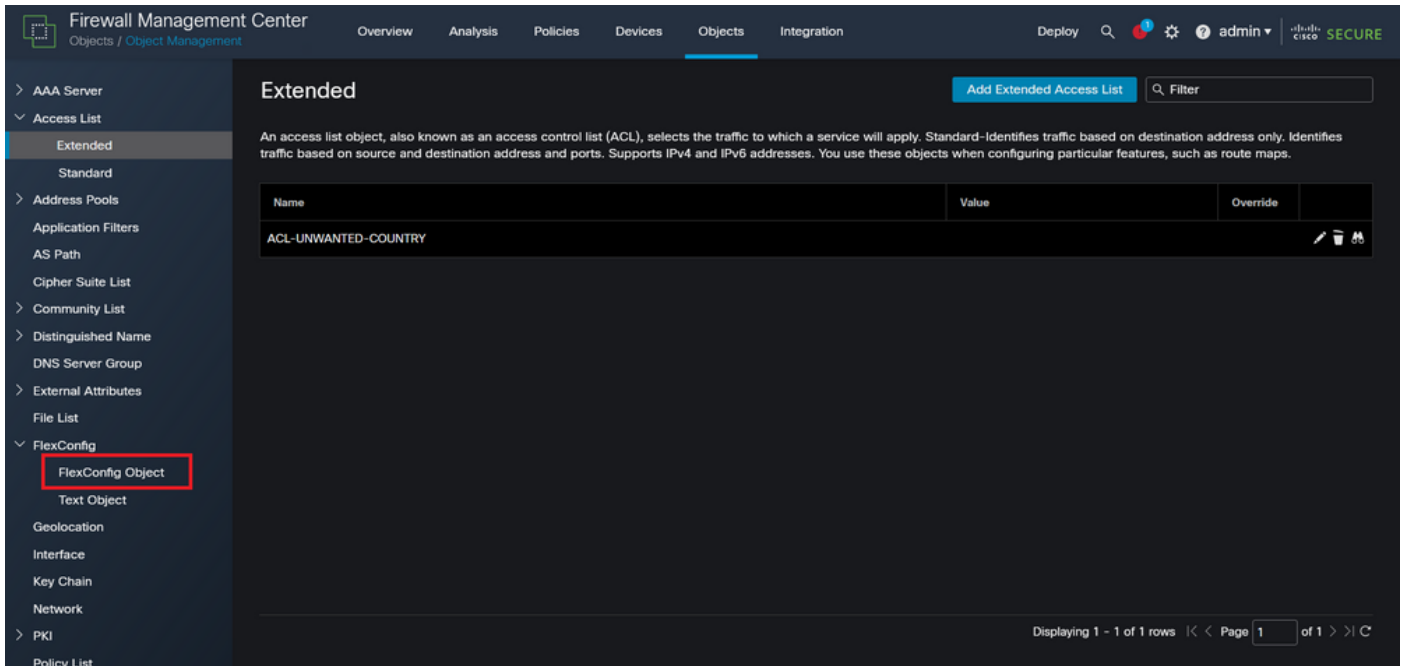 Firewall Management Center
Objects / Object Management
Overview Analysis Policies Devices Objects Integration
Deploy 1 ? admin cisco SECURE
AAA Server
Access List
Extended
Standard
Address Pools
Application Filters
AS Path
Cipher Suite List
Community List
Distinguished Name
DNS Server Group
External Attributes
File List
FlexConfig
FlexConfig Object
Text Object
Geolocation
Interface
Key Chain
Network
PKI
Policy List
Extended
Add Extended Access List Filter
An access list object, also known as an access control list (ACL), selects the traffic to which a service will apply. Standard-Identifies traffic based on destination address only. Identifies
traffic based on source and destination address and ports. Supports IPv4 and IPv6 addresses. You use these objects when configuring particular features, such as route maps.
Name Value Override
ACL-UNWANTED-COUNTRY
Displaying 1 - 1 of 1 rows |< < Page 1 of 1 > >| C